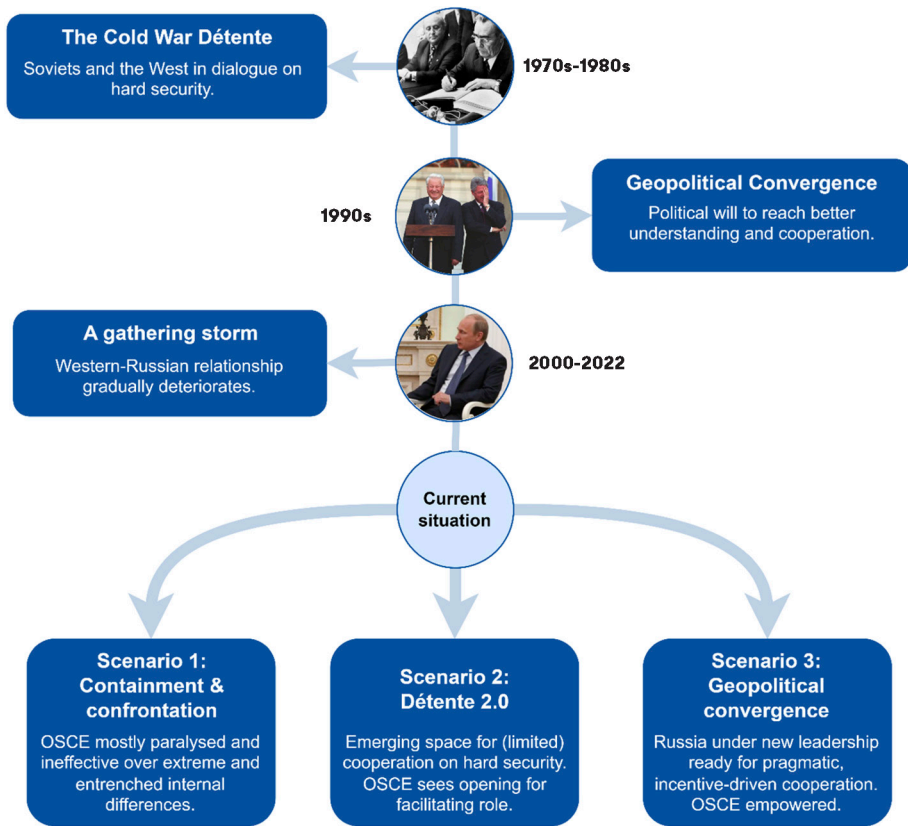 The Cold War Détente
Soviets and the West in dialogue on
hard security.
1970s-1980s
1990s
Geopolitical Convergence
Political will to reach better
understanding and cooperation.
A gathering storm
Western-Russian relationship
gradually deteriorates.
2000-2022
Current
situation
Scenario 1:
Containment &
confrontation
OSCE mostly paralysed and
ineffective over extreme and
entrenched internal
differences.
Scenario 2:
Détente 2.0
Emerging space for (limited)
cooperation on hard security.
OSCE sees opening for
facilitating role.
Scenario 3:
Geopolitical
convergence
Russia under new leadership
ready for pragmatic,
incentive-driven cooperation.
OSCE empowered.